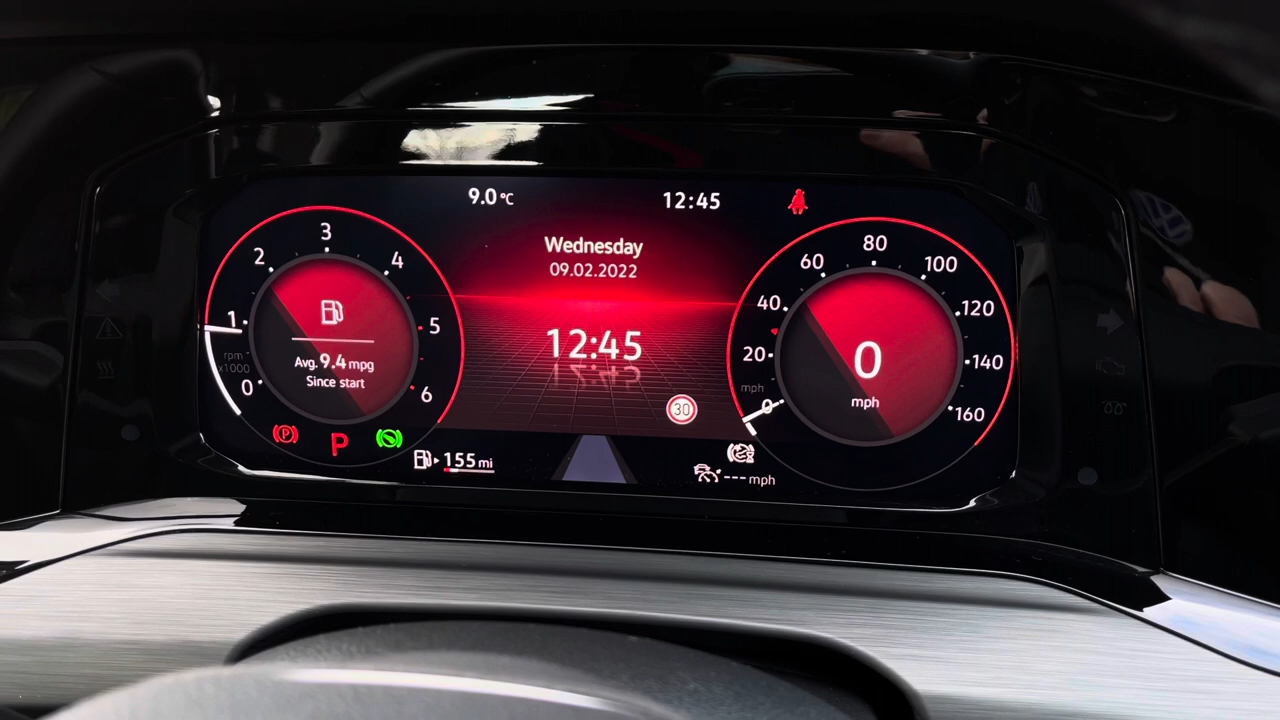 9.0 °C
12:45
Wednesday
09.02.2022
12:45
30
0
1
2
3
4
5
6
rpm
x1000
Avg. 9.4 mpg
Since start
P
P
155 mi
0
20
40
60
80
100
120
140
160
mph
0
mph
--- mph